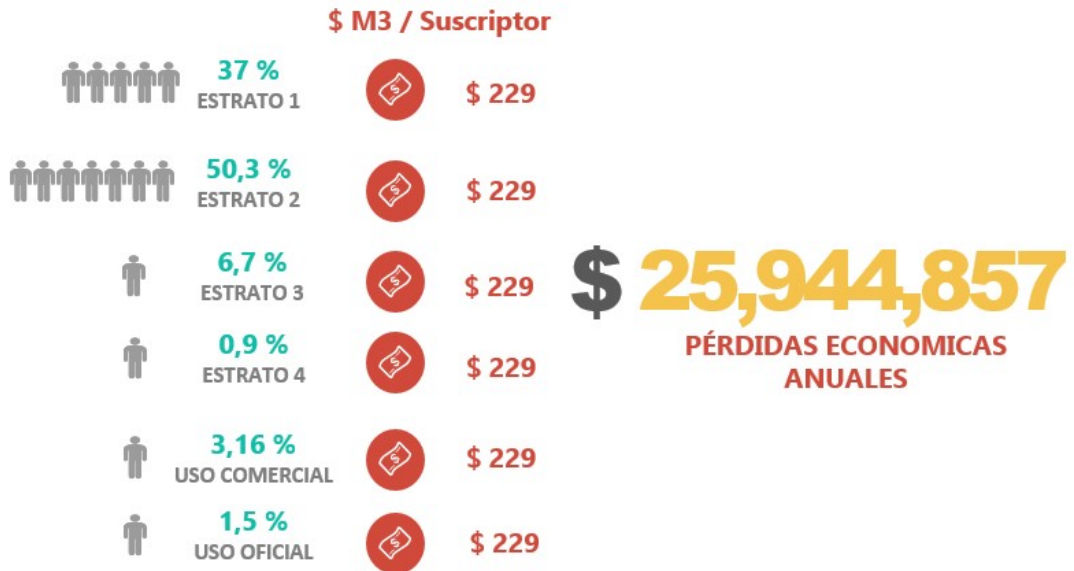 $ M3 / Suscriptor
37 %
ESTRATO 1
$ 229
50,3 %
ESTRATO 2
$ 229
6,7 %
ESTRATO 3
$ 229
0,9 %
ESTRATO 4
$ 229
3,16 %
USO COMERCIAL
$ 229
1,5 %
USO OFICIAL
$ 229
$ 25,944,857
PÉRDIDAS ECONOMICAS
ANUALES